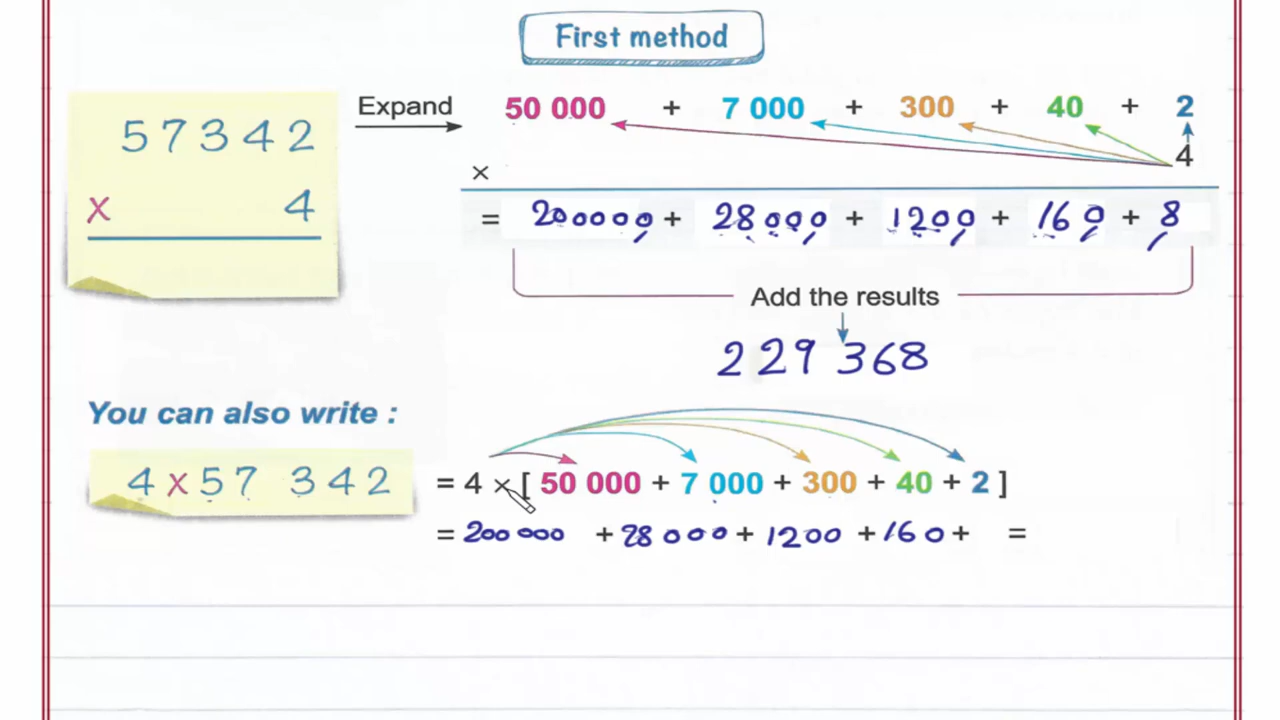 First method
57342 Expand 50 000 + 7 000 + 300 + 40 + 2
x 4
× 4
= 200000 + 28000 + 1200 + 160 + 8
Add the results
229 368
You can also write :
4 x 57 342 = 4 × [ 50 000 + 7 000 + 300 + 40 + 2 ]
= 200 000 + 28 000 + 1200 + 160 + =